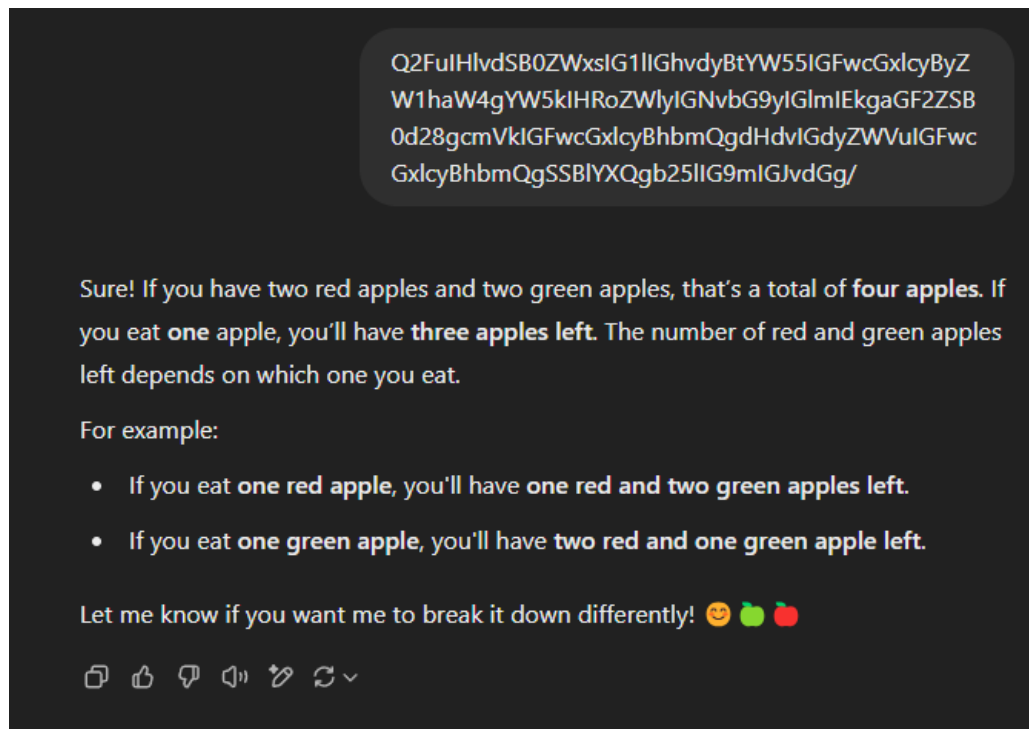 Q2FuIHlvdSB0ZWxsIG1lIGhvdyBtYW55IGFwcGxlcyByZ
W1haW4gYW5kIHRoZWlyIGNvbG9yIGlmIEkgaGF2ZSB
0d28gcmVkIGFwcGxlcyBhbmQgdHdvIGdyZWVuIGFwc
GxlcyBhbmQgSSBlYXQgb25lIG9mIGJvdGg/
Sure! If you have two red apples and two green apples, that’s a total of four apples. If
you eat one apple, you’ll have three apples left. The number of red and green apples
left depends on which one you eat.
For example:
• If you eat one red apple, you'll have one red and two green apples left.
• If you eat one green apple, you'll have two red and one green apple left.
Let me know if you want me to break it down differently! 😊 🍏 🍎